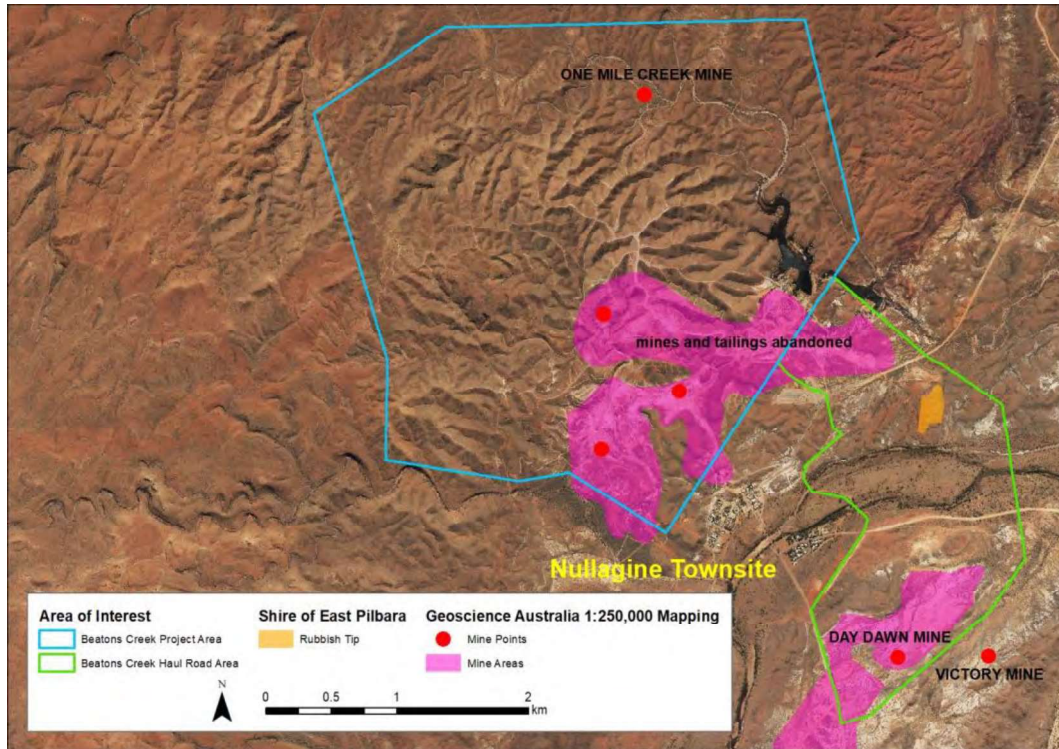 ONE MILE CREEK MINE
mines and tailings abandoned
Nullagine Townsite
DAY DAWN MINE
VICTORY MINE
Area of Interest
Beatons Creek Project Area
Beatons Creek Haul Road Area
Shire of East Pilbara
Rubbish Tip
Geoscience Australia 1:250,000 Mapping
Mine Points
Mine Areas
N
0 0.5 1 2
km